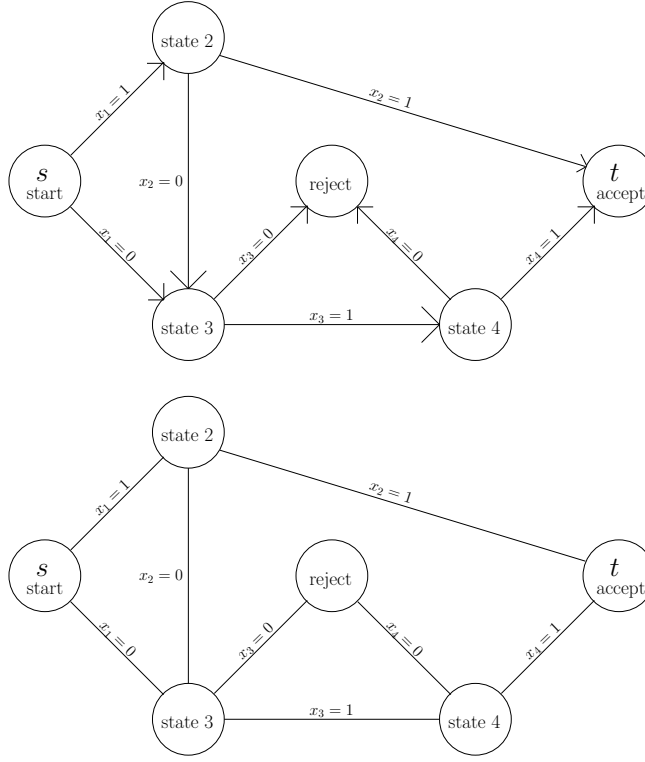 state 2
x₁ = 1
x₂ = 1
s
start
x₂ = 0
reject
t
accept
x₁ = 0
x₃ = 0
x₄ = 0
x₄ = 1
state 3
x₃ = 1
state 4
state 2
x₁ = 1
x₂ = 1
s
start
x₂ = 0
reject
t
accept
x₁ = 0
x₃ = 0
x₄ = 0
x₄ = 1
state 3
x₃ = 1
state 4